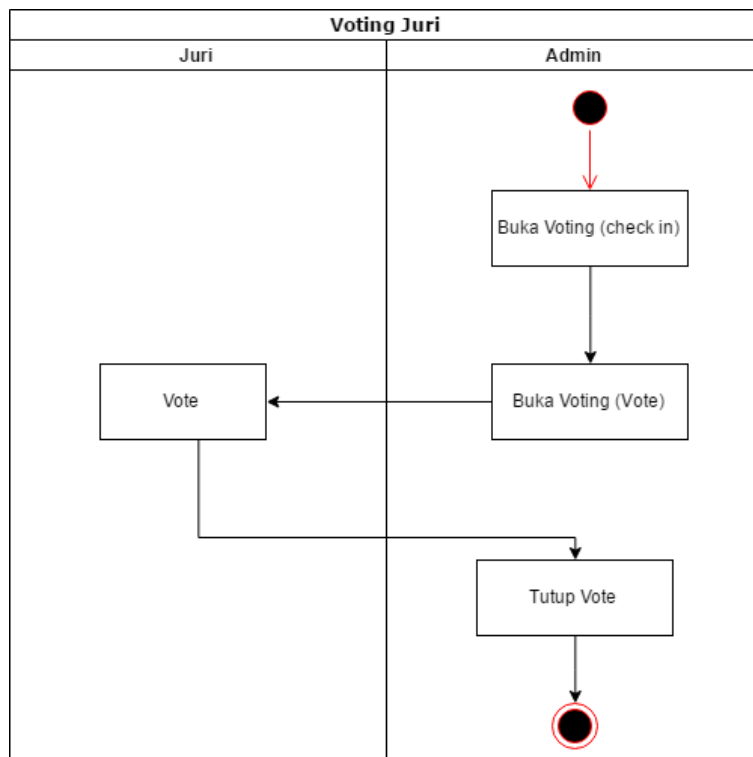 Voting Juri
Juri
Admin
Buka Voting (check in)
Vote
Buka Voting (Vote)
Tutup Vote